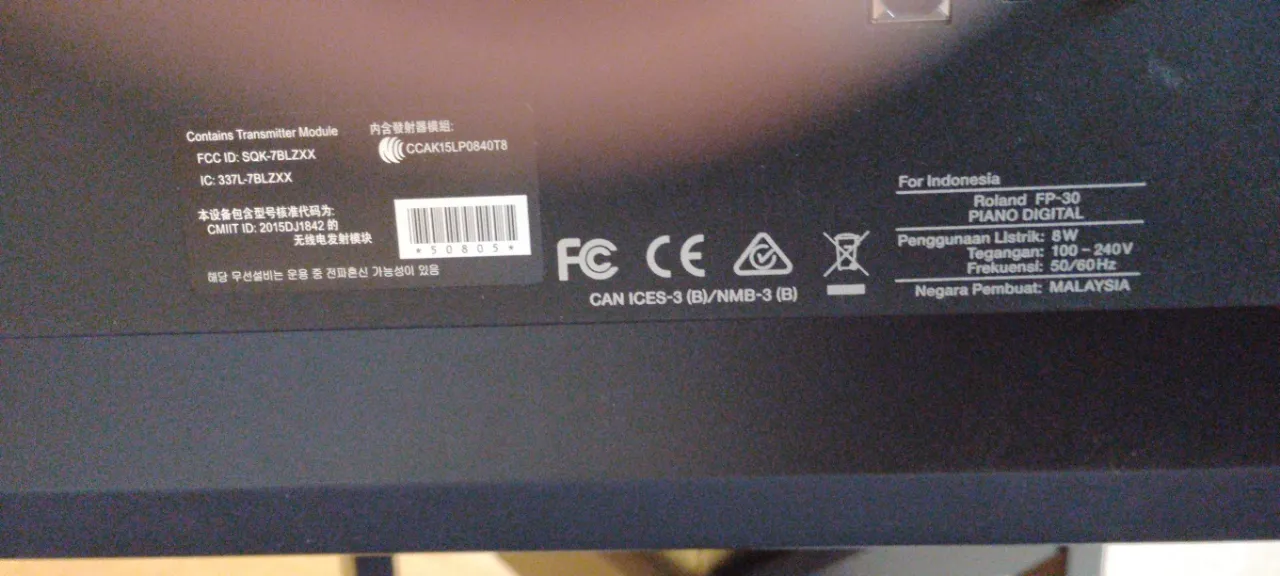 Contains Transmitter Module
FCC ID: SQK-7BLZXX
IC: 337L-7BLZXX
内含發射器模組:
CCAK15LP0840T8
本设备包含型号核准代码为:
CMIIT ID: 2015DJ1842 的
无线电发射模块
*50805*
해당 무선설비는 운용 중 전파혼신 가능성이 있음
FC CE
CAN ICES-3 (B)/NMB-3 (B)
For Indonesia
Roland FP-30
PIANO DIGITAL
Penggunaan Listrik: 8W
Tegangan: 100 - 240V
Frekuensi: 50/60Hz
Negara Pembuat: MALAYSIA